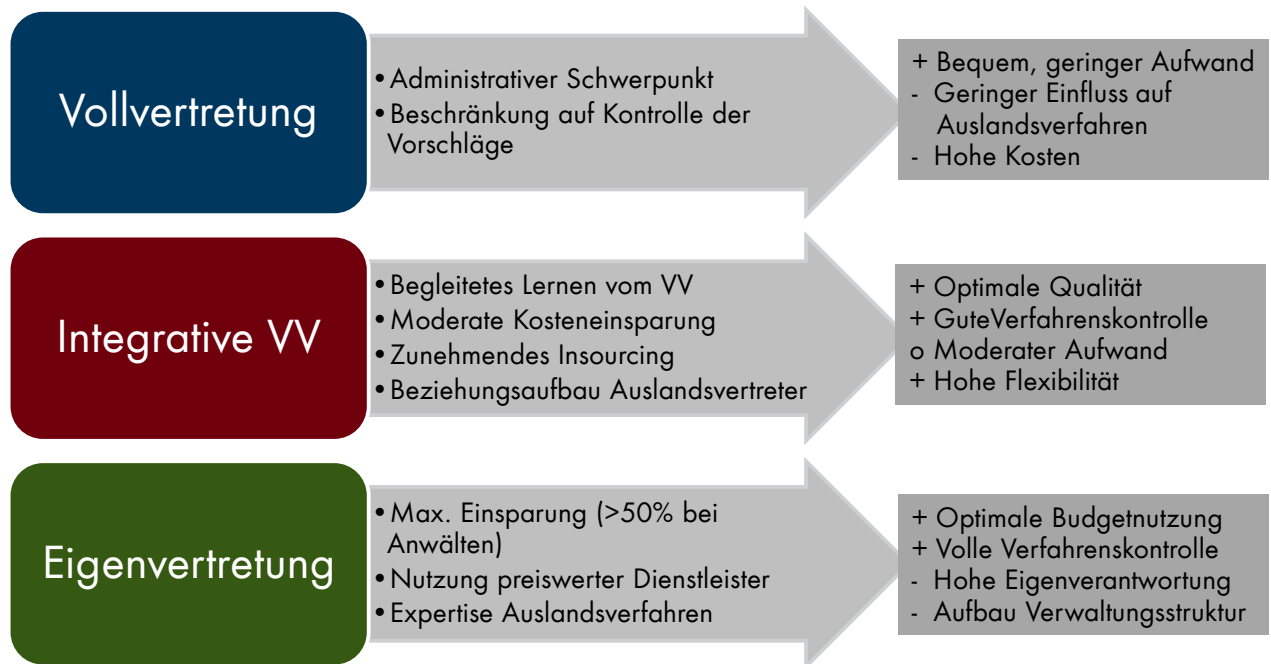 Vollvertretung
• Administrativer Schwerpunkt
• Beschränkung auf Kontrolle der
Vorschläge
+ Bequem, geringer Aufwand
- Geringer Einfluss auf
Auslandsverfahren
- Hohe Kosten
Integrative VV
• Begleitetes Lernen vom VV
• Moderate Kosteneinsparung
• Zunehmendes Insourcing
• Beziehungsaufbau Auslandsvertreter
+ Optimale Qualität
+ GuteVerfahrenskontrolle
o Moderater Aufwand
+ Hohe Flexibilität
Eigenvertretung
• Max. Einsparung (>50% bei
Anwälten)
• Nutzung preiswerter Dienstleister
• Expertise Auslandsverfahren
+ Optimale Budgetnutzung
+ Volle Verfahrenskontrolle
- Hohe Eigenverantwortung
- Aufbau Verwaltungsstruktur